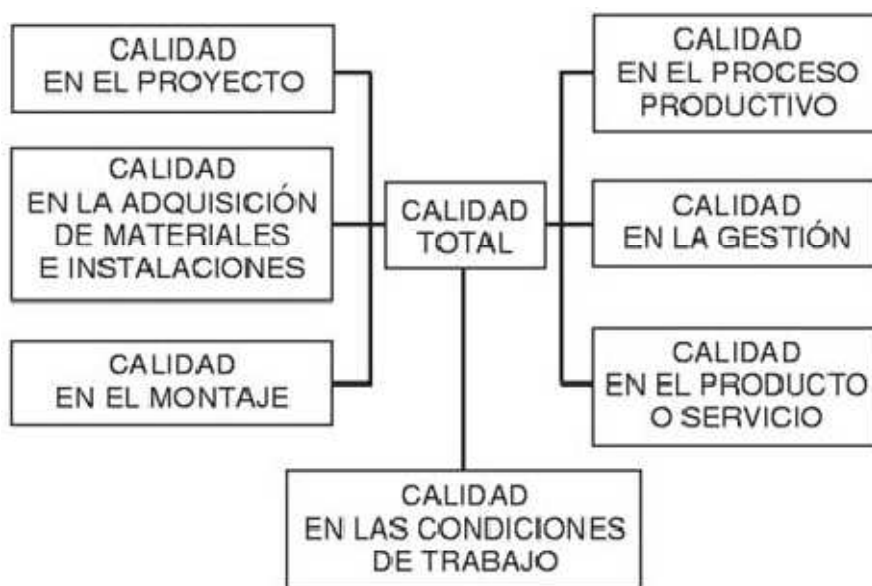 CALIDAD
EN EL PROYECTO
CALIDAD
EN LA ADQUISICIÓN
DE MATERIALES
E INSTALACIONES
CALIDAD
EN EL MONTAJE
CALIDAD
TOTAL
CALIDAD
EN EL PROCESO
PRODUCTIVO
CALIDAD
EN LA GESTIÓN
CALIDAD
EN EL PRODUCTO
O SERVICIO
CALIDAD
EN LAS CONDICIONES
DE TRABAJO